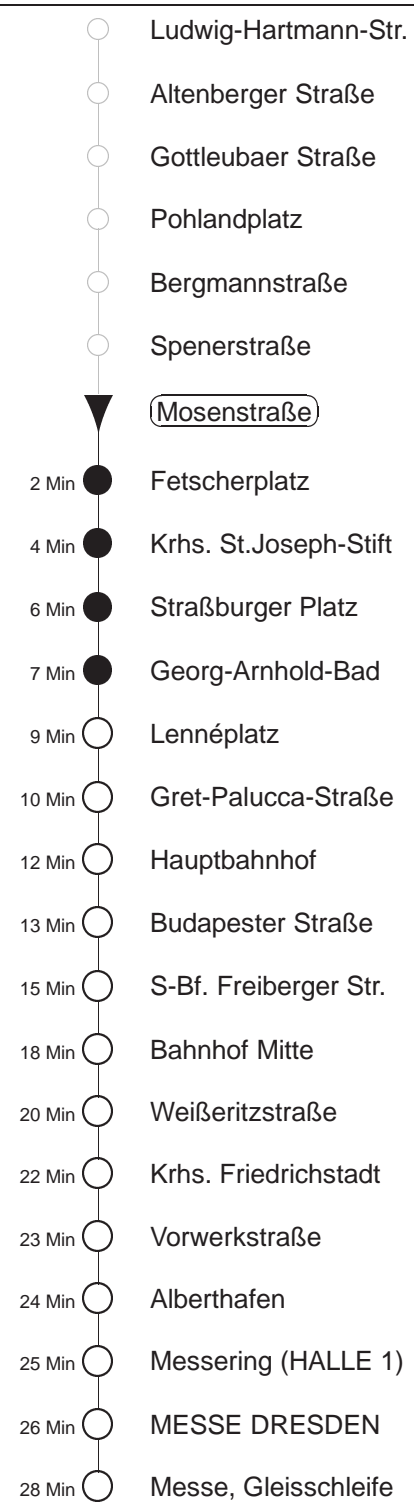 Ludwig-Hartmann-Str.
Altenberger Straße
Gottleubaer Straße
Pohlandplatz
Bergmannstraße
Spenerstraße
Mosenstraße
2 Min Fetscherplatz
4 Min Krhs. St.Joseph-Stift
6 Min Straßburger Platz
7 Min Georg-Arnhold-Bad
9 Min Lennéplatz
10 Min Gret-Palucca-Straße
12 Min Hauptbahnhof
13 Min Budapester Straße
15 Min S-Bf. Freiberger Str.
18 Min Bahnhof Mitte
20 Min Weißeritzstraße
22 Min Krhs. Friedrichstadt
23 Min Vorwerkstraße
24 Min Alberthafen
25 Min Messering (HALLE 1)
26 Min MESSE DRESDEN
28 Min Messe, Gleisschleife